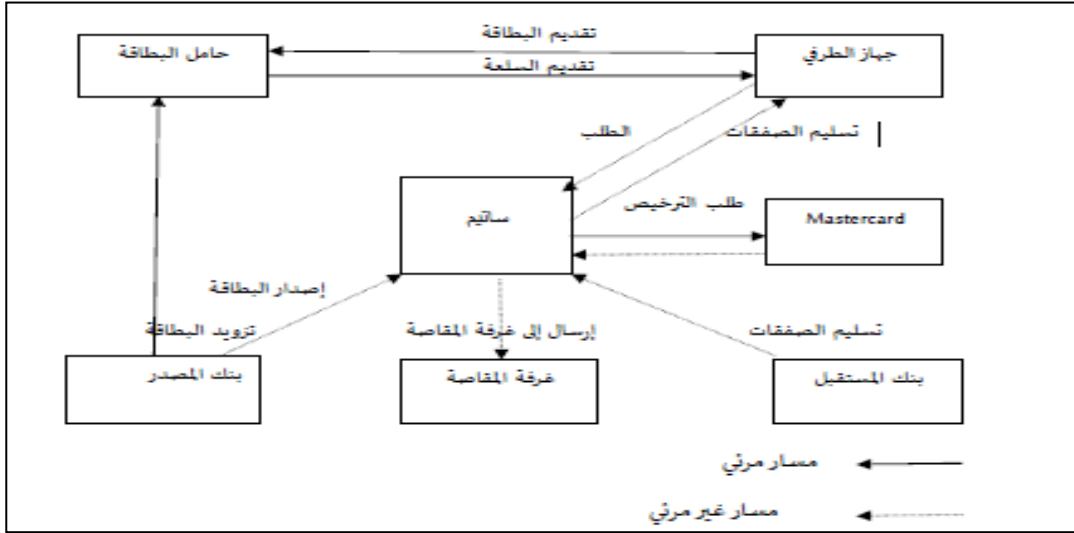 تقديم البطاقة
حامل البطاقة
جهاز الطرفي
تقديم السلعة
الطلب
تسليم الصفقات
ساتيم
طلب الترخيص
Mastercard
إصدار البطاقة
تزويد البطاقة
إرسال إلى غرفة المقاصة
تسليم الصفقات
بنك المصدر
غرفة المقاصة
بنك المستقبل
مسار مرئي
مسار غير مرئي